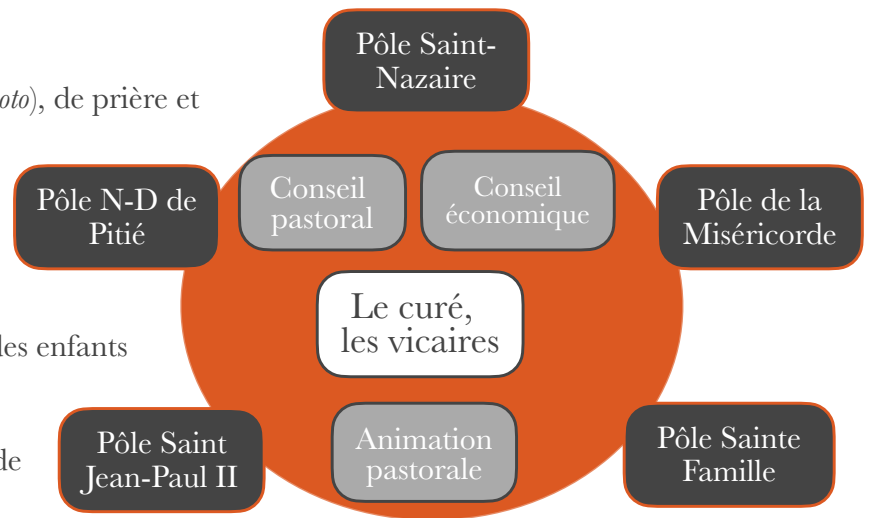 Pôle Saint-
Nazaire
oto), de prière et
Pôle N-D de
Pitié
Conseil
pastoral
Conseil
économique
Pôle de la
Miséricorde
Le curé,
les vicaires
les enfants
Pôle Saint
Jean-Paul II
Animation
pastorale
Pôle Sainte
Famille
de